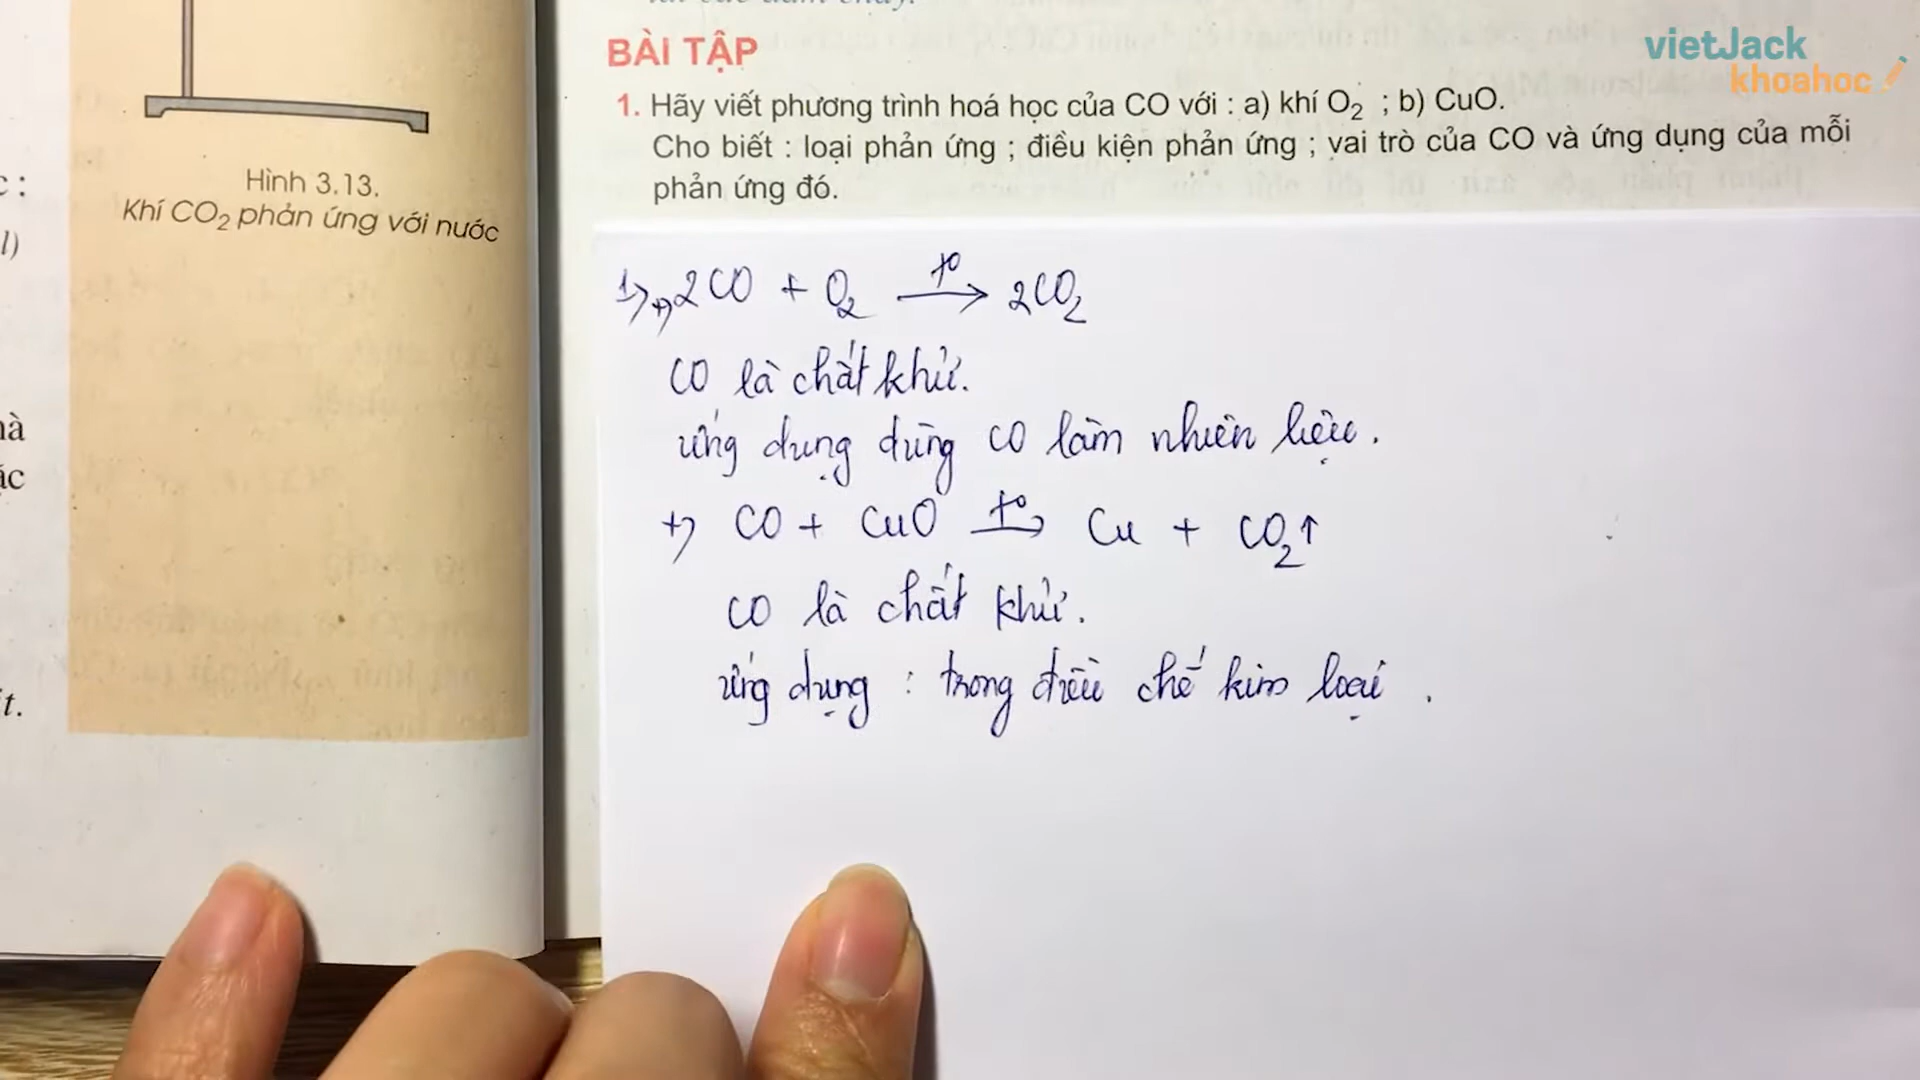 BÀI TẬP
vietJack
khoahoc
1. Hãy viết phương trình hoá học của CO với : a) khí O₂ ; b) CuO.
Cho biết : loại phản ứng ; điều kiện phản ứng ; vai trò của CO và ứng dụng của mỗi
phản ứng đó.
Hình 3.13.
Khí CO₂ phản ứng với nước
l)
ác
t.
1) +) 2CO + O₂ →(t⁰) 2CO₂
CO là chất khử.
ứng dụng dùng CO làm nhiên liệu.
+) CO + CuO →(t⁰) Cu + CO₂↑
CO là chất khử.
ứng dụng : trong điều chế kim loại .